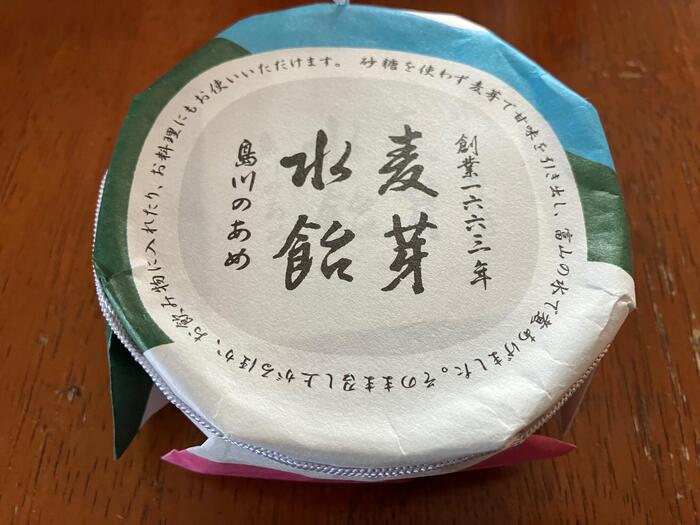 創業一六六三年
麦芽
水飴
島川のあめ
砂糖を使わず麦芽で甘味を引き出し、富山の水で煮あげました。そのまま召し上がるほか、お飲み物に入れたり、お料理にもお使いいただけます。